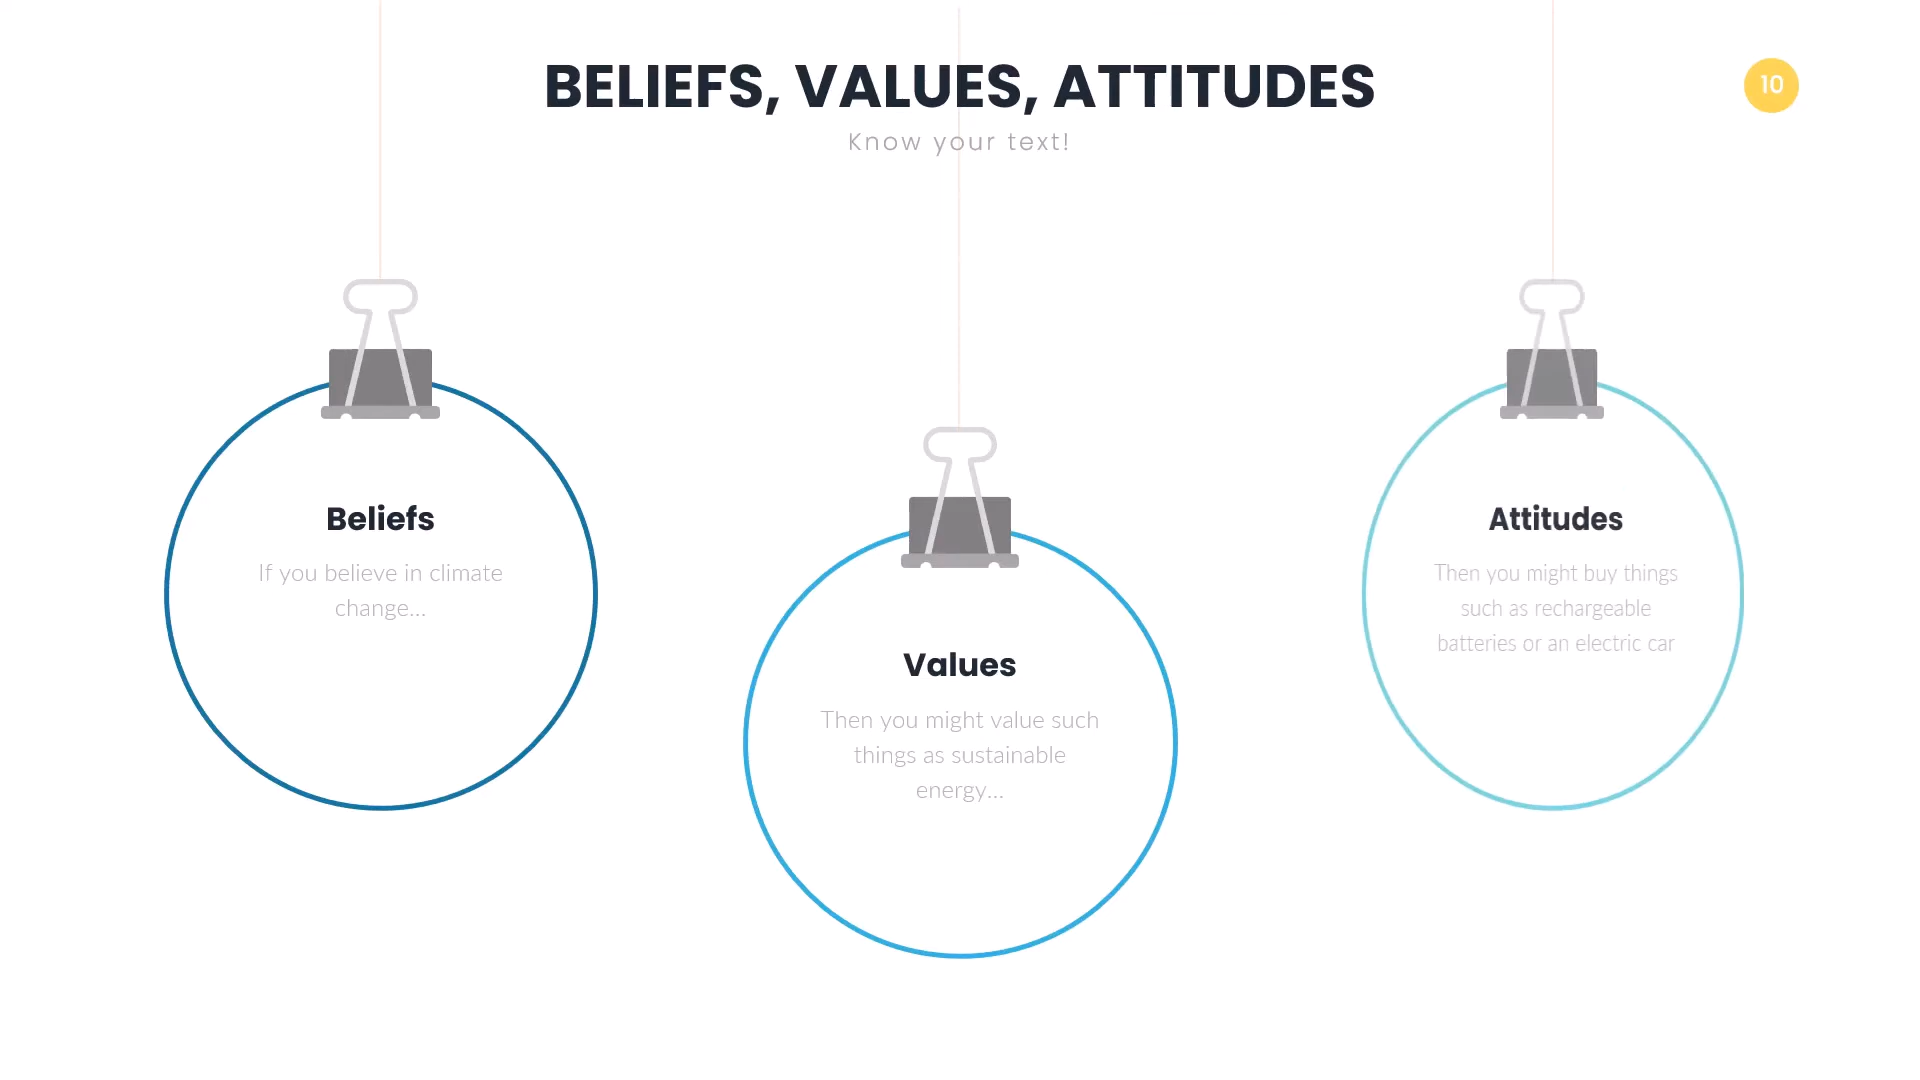 BELIEFS, VALUES, ATTITUDES
Know your text!
10
Beliefs
If you believe in climate
change...
Values
Then you might value such
things as sustainable
energy...
Attitudes
Then you might buy things
such as rechargeable
batteries or an electric car